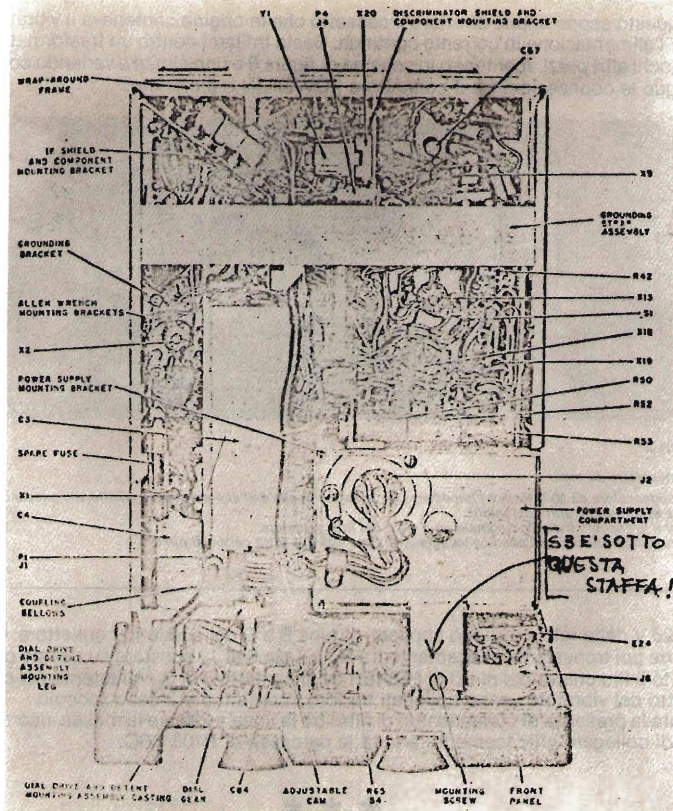 Y1
P4
J4
X20
DISCRIMINATOR SHIELD AND
COMPONENT MOUNTING BRACKET
C67
WRAP-AROUND
FRAME
IF SHIELD
AND COMPONENT
MOUNTING BRACKET
X9
GROUNDING
STRAP
ASSEMBLY
GROUNDING
BRACKET
R42
ALLEN WRENCH
MOUNTING BRACKETS
X13
S1
X2
X18
X19
POWER SUPPLY
MOUNTING BRACKET
R50
R52
C3
R53
SPARE FUSE
J2
X1
C4
POWER SUPPLY
COMPARTMENT
S3 E' SOTTO
QUESTA
STAFFA!
P1
J1
COUPLING
BELLOWS
E24
DIAL DRIVE
AND DETENT
ASSEMBLY
MOUNTING
LEG
J6
DIAL DRIVE AND DETENT
MOUNTING ASSEMBLY CASTING
DIAL
GEAR
C84
ADJUSTABLE
CAM
R65
S4
MOUNTING
SCREW
FRONT
PANEL